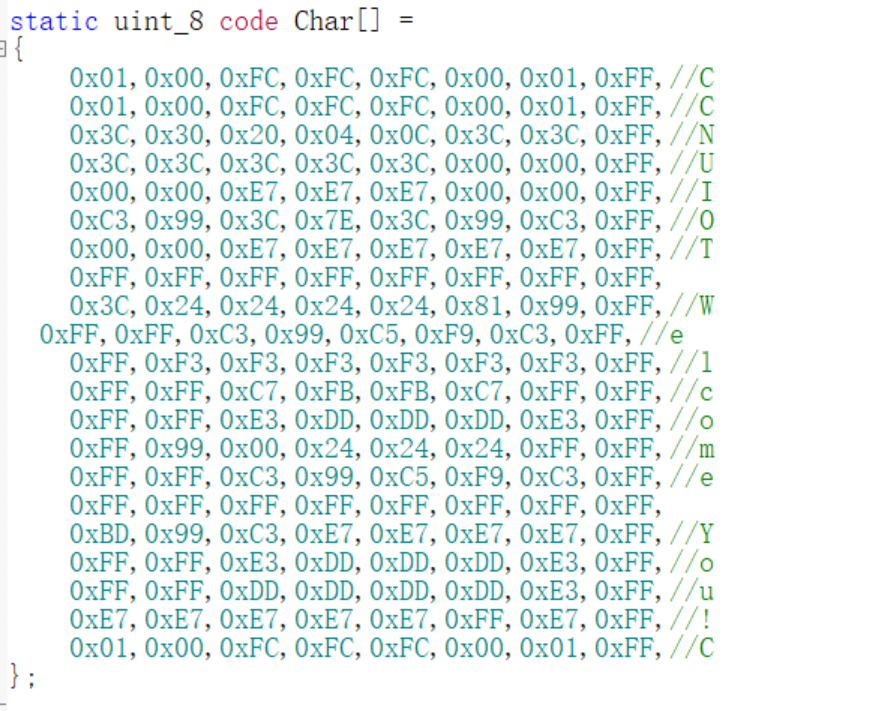 static uint_8 code Char[] =
{
0x01,0x00,0xFC,0xFC,0xFC,0x00,0x01,0xFF,//C
0x01,0x00,0xFC,0xFC,0xFC,0x00,0x01,0xFF,//C
0x3C,0x30,0x20,0x04,0x0C,0x3C,0x3C,0xFF,//N
0x3C,0x3C,0x3C,0x3C,0x3C,0x00,0x00,0xFF,//U
0x00,0x00,0xE7,0xE7,0xE7,0x00,0x00,0xFF,//I
0xC3,0x99,0x3C,0x7E,0x3C,0x99,0xC3,0xFF,//O
0x00,0x00,0xE7,0xE7,0xE7,0xE7,0xE7,0xFF,//T
0xFF,0xFF,0xFF,0xFF,0xFF,0xFF,0xFF,0xFF,
0x3C,0x24,0x24,0x24,0x24,0x81,0x99,0xFF,//W
0xFF,0xFF,0xC3,0x99,0xC5,0xF9,0xC3,0xFF,//e
0xFF,0xF3,0xF3,0xF3,0xF3,0xF3,0xF3,0xFF,//l
0xFF,0xFF,0xC7,0xFB,0xFB,0xC7,0xFF,0xFF,//c
0xFF,0xFF,0xE3,0xDD,0xDD,0xDD,0xE3,0xFF,//o
0xFF,0x99,0x00,0x24,0x24,0x24,0xFF,0xFF,//m
0xFF,0xFF,0xC3,0x99,0xC5,0xF9,0xC3,0xFF,//e
0xFF,0xFF,0xFF,0xFF,0xFF,0xFF,0xFF,0xFF,
0xBD,0x99,0xC3,0xE7,0xE7,0xE7,0xE7,0xFF,//Y
0xFF,0xFF,0xE3,0xDD,0xDD,0xDD,0xE3,0xFF,//o
0xFF,0xFF,0xDD,0xDD,0xDD,0xDD,0xE3,0xFF,//u
0xE7,0xE7,0xE7,0xE7,0xE7,0xFF,0xE7,0xFF,//!
0x01,0x00,0xFC,0xFC,0xFC,0x00,0x01,0xFF,//C
};